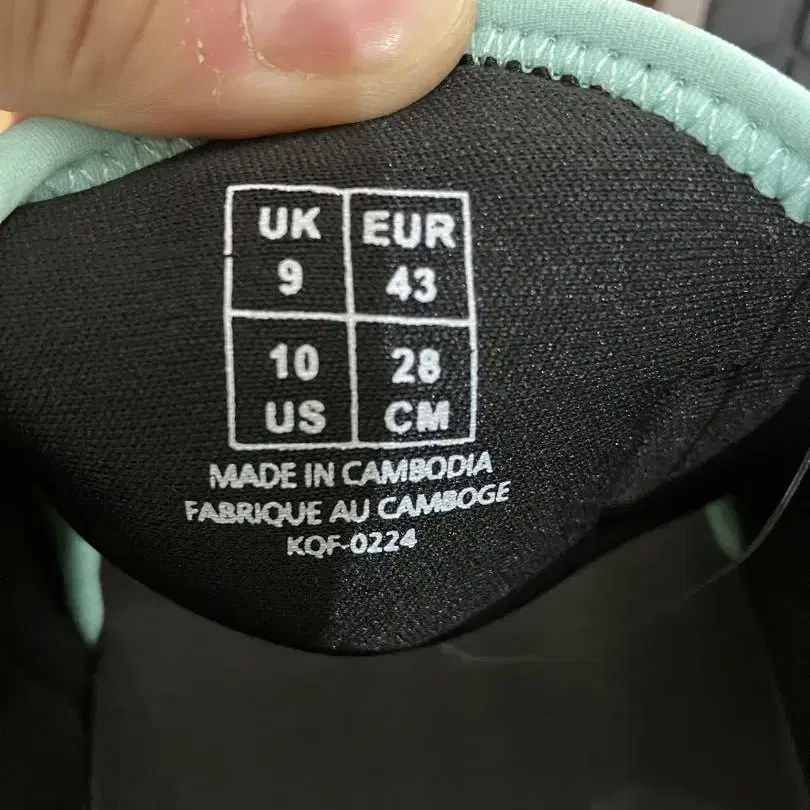 UK EUR
9 43
10 28
US CM
MADE IN CAMBODIA
FABRIQUE AU CAMBOGE
KQF-0224